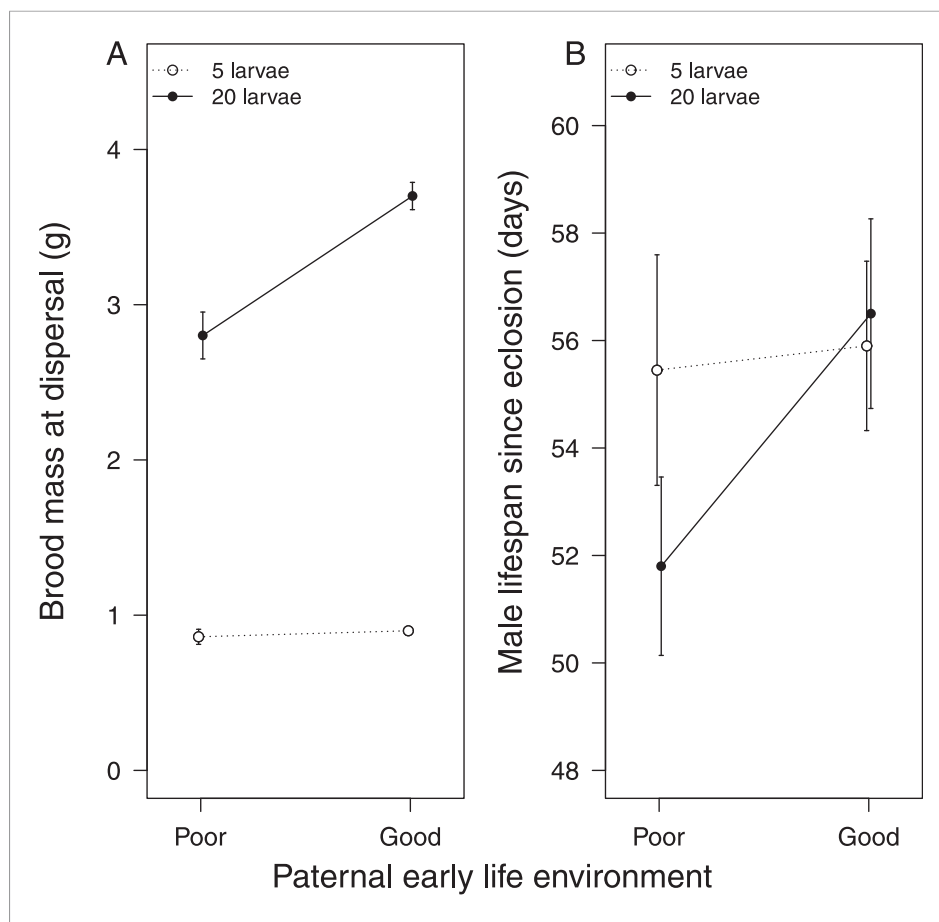 A
5 larvae
20 larvae
4
3
2
1
0
Brood mass at dispersal (g)
Poor
Good
B
5 larvae
20 larvae
60
58
56
54
52
50
48
Male lifespan since eclosion (days)
Poor
Good
Paternal early life environment